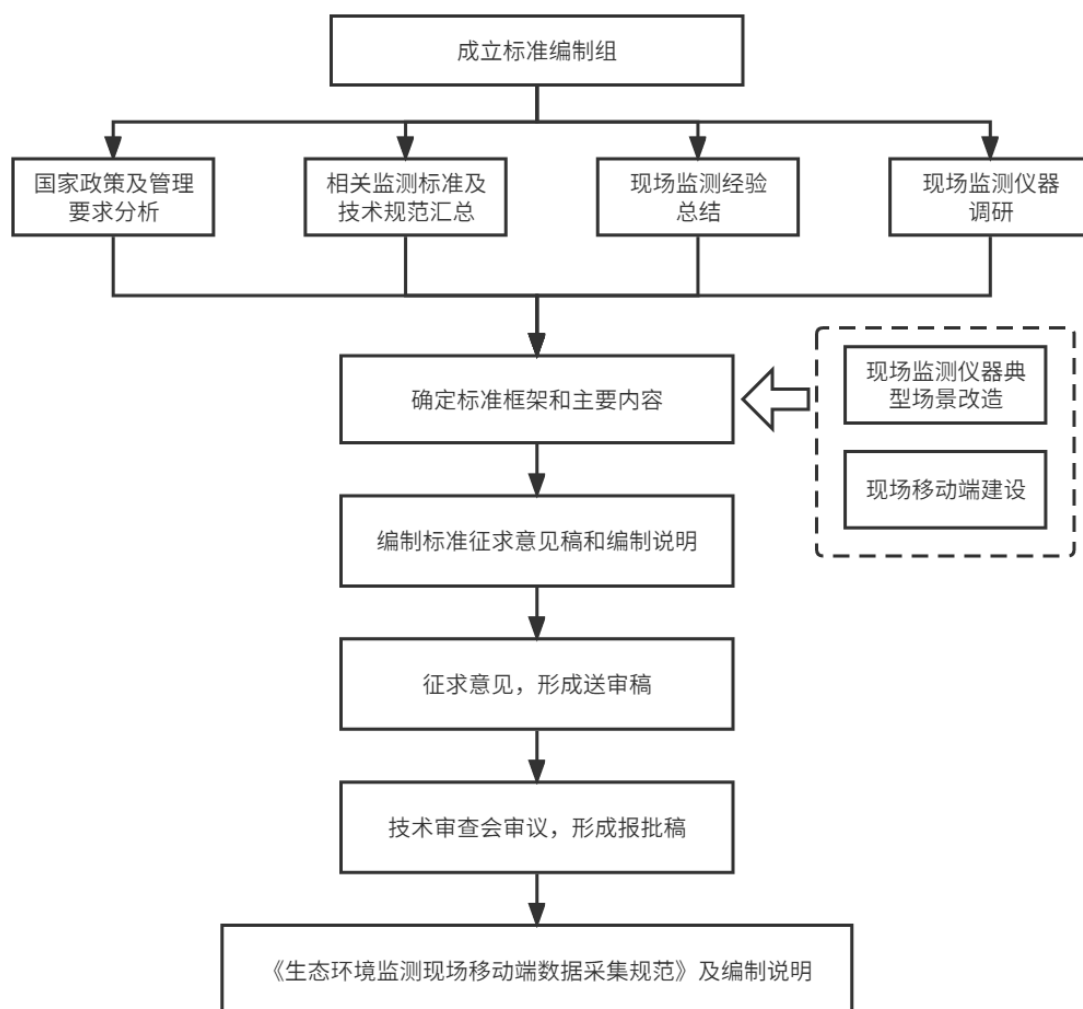 成立标准编制组
国家政策及管理
要求分析
相关监测标准及
技术规范汇总
现场监测经验
总结
现场监测仪器
调研
确定标准框架和主要内容
现场监测仪器典
型场景改造
现场移动端建设
编制标准征求意见稿和编制说明
征求意见，形成送审稿
技术审查会审议，形成报批稿
《生态环境监测现场移动端数据采集规范》及编制说明